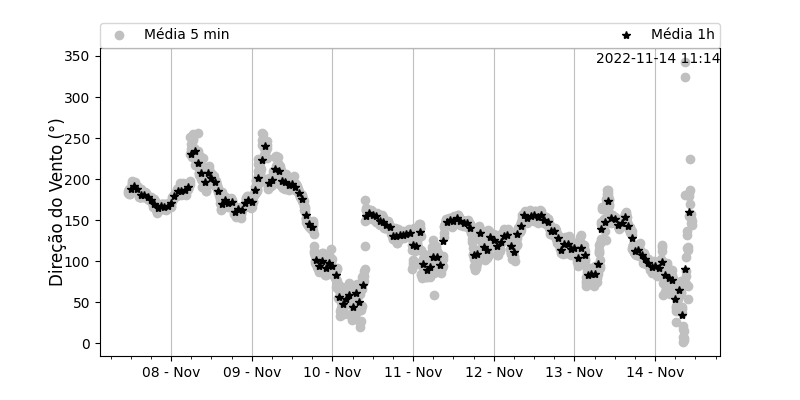 Média 5 min
Média 1h
2022-11-14 11:14
Direção do Vento (°)
350
300
250
200
150
100
50
0
08 - Nov
09 - Nov
10 - Nov
11 - Nov
12 - Nov
13 - Nov
14 - Nov